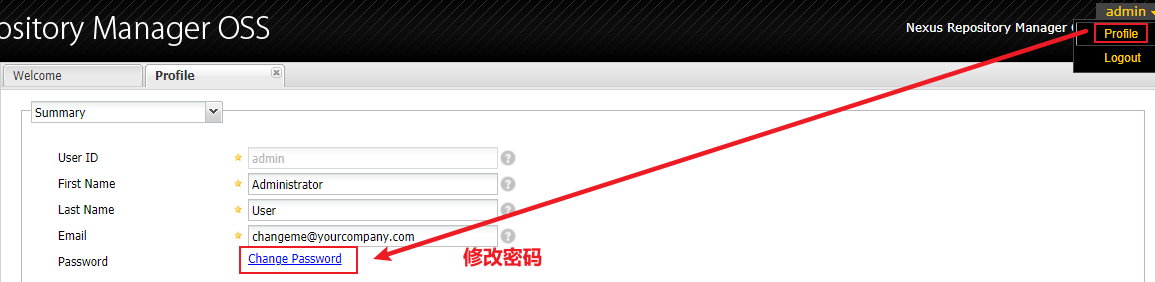 admin
ository Manager OSS
Nexus Repository Manager
Profile
Logout
Welcome
Profile
Summary
User ID
admin
First Name
Administrator
Last Name
User
Email
changeme@yourcompany.com
Password
Change Password
修改密码